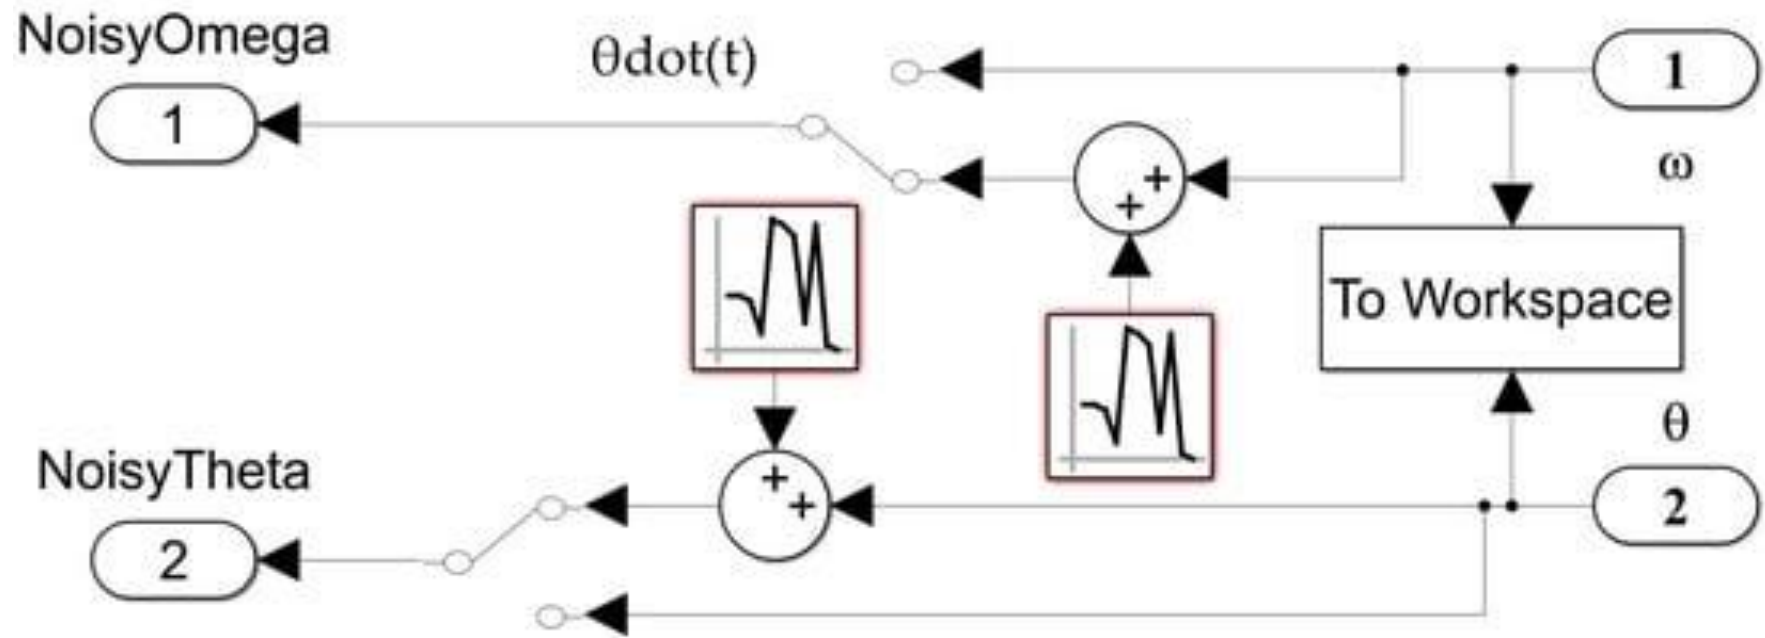 NoisyOmega
θdot(t)
1
1
ω
+
+
To Workspace
θ
NoisyTheta
+
+
2
2